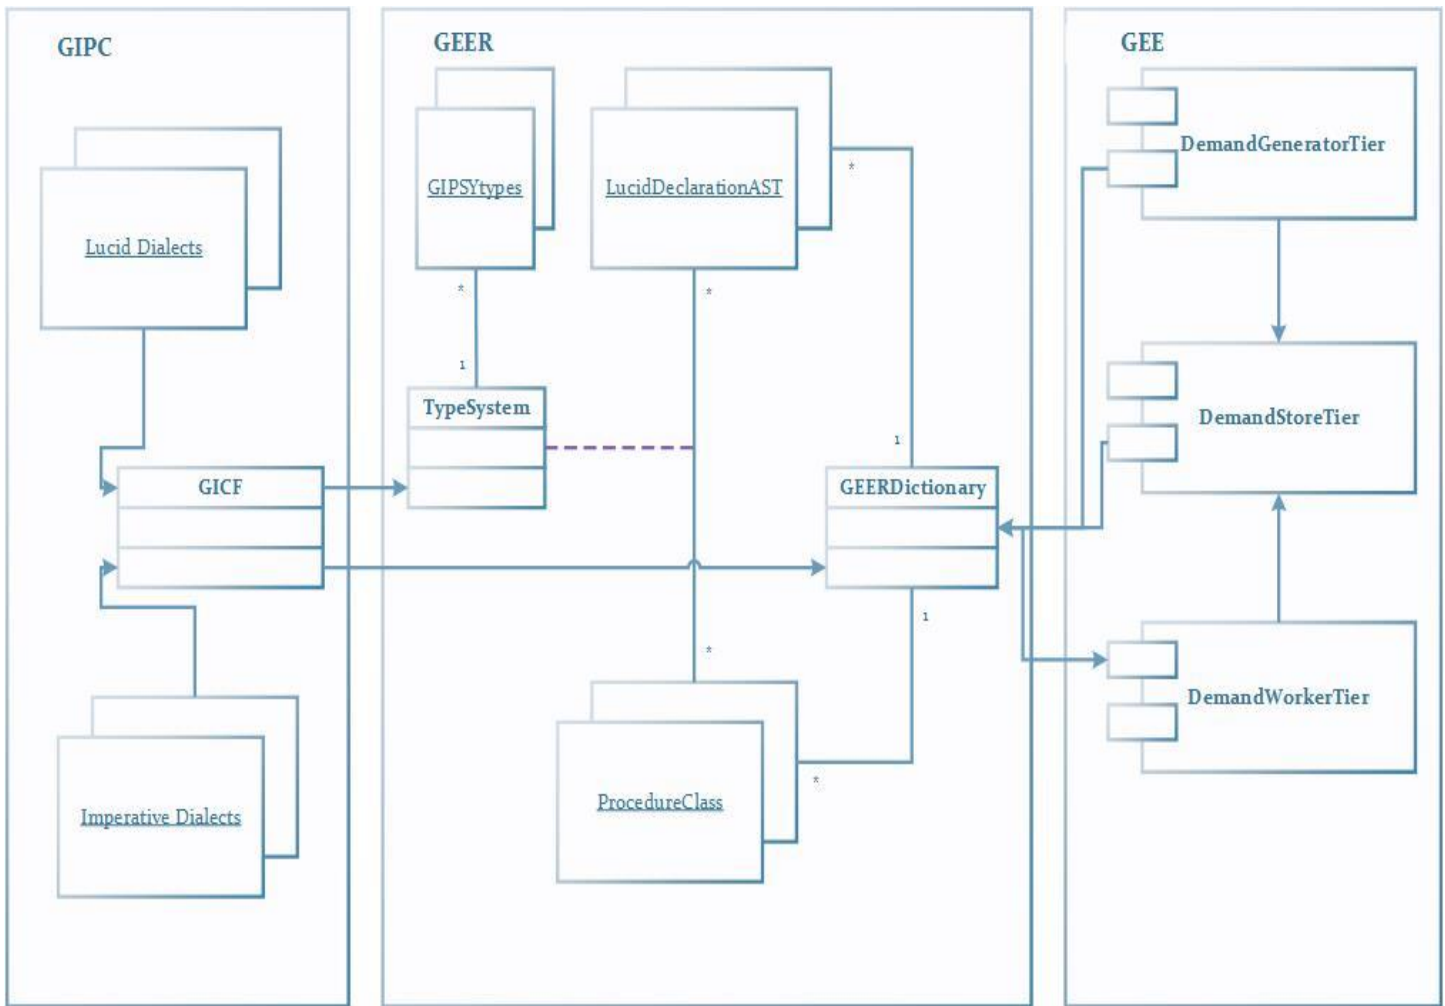 GIPC
Lucid Dialects
GICF
Imperative Dialects
GEER
GIPSYtypes
*
1
TypeSystem
LucidDeclarationAST
*
*
1
GEERDictionary
1
*
*
ProcedureClass
GEE
DemandGeneratorTier
DemandStoreTier
DemandWorkerTier